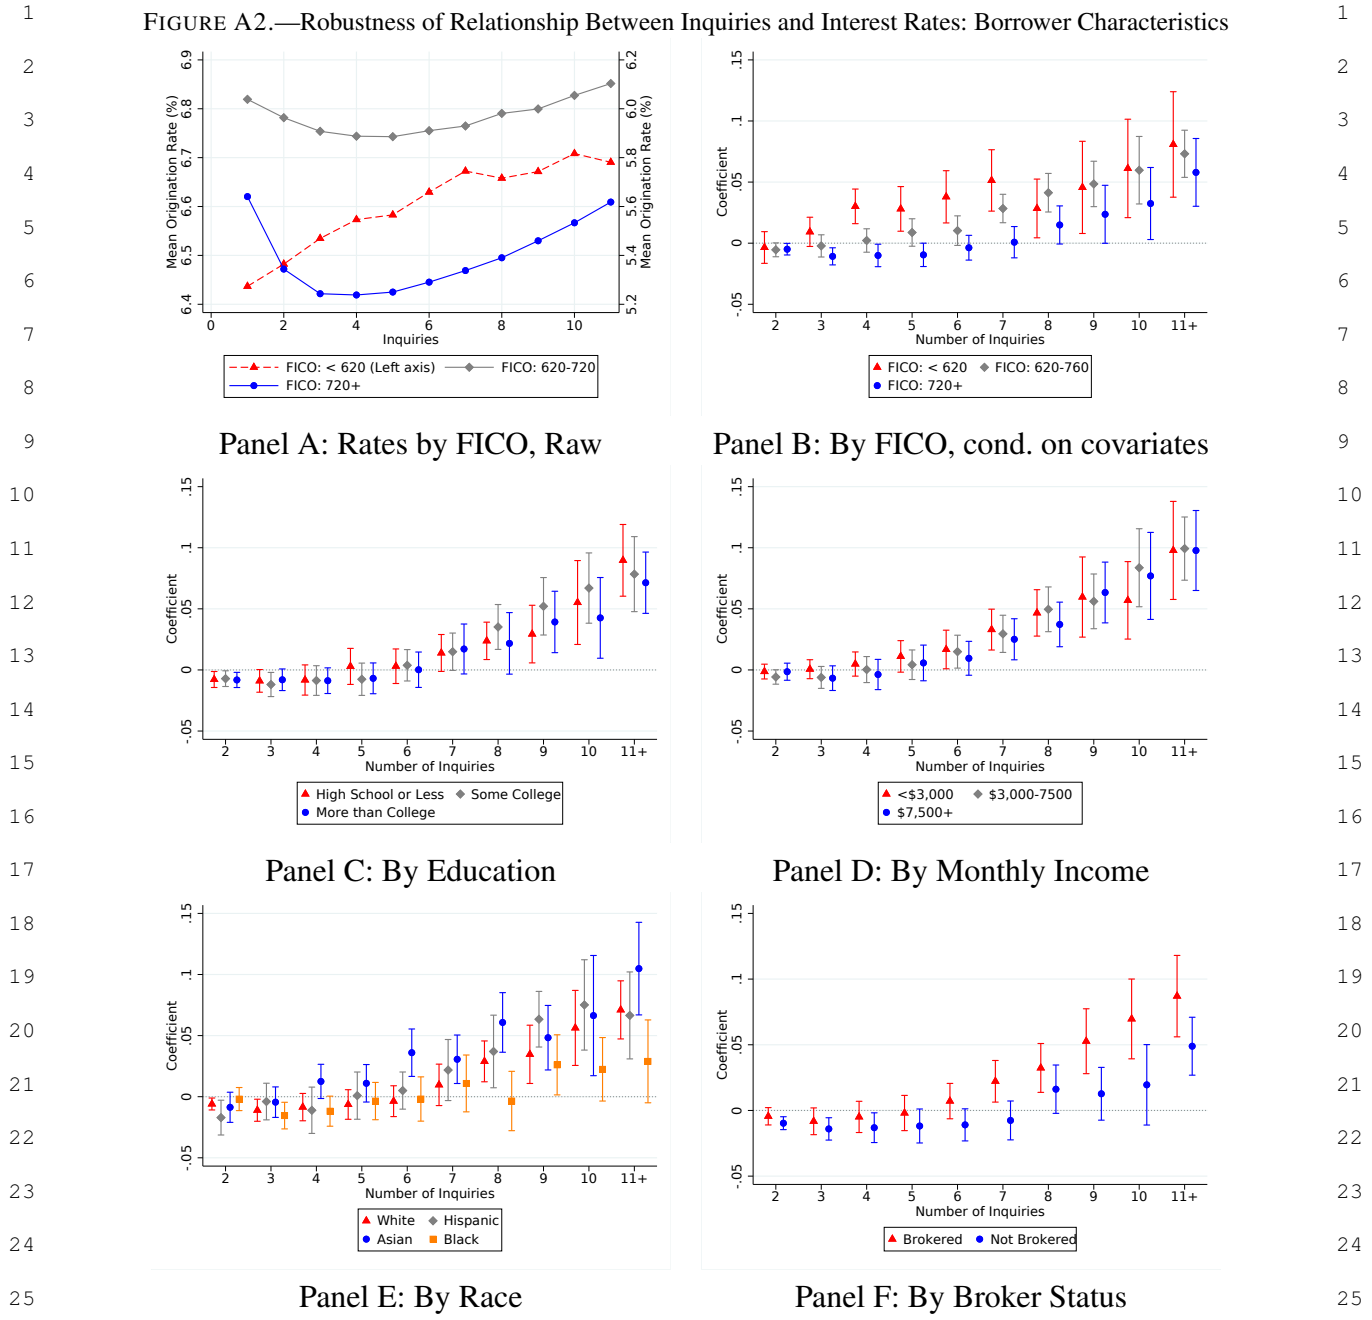 FIGURE A2.—Robustness of Relationship Between Inquiries and Interest Rates: Borrower Characteristics
1 1
2 2
3 3
4 4
5 5
6 6
7 7
8 8
9 9
10 10
11 11
12 12
13 13
14 14
15 15
16 16
17 17
18 18
19 19
20 20
21 21
22 22
23 23
24 24
25 25
Mean Origination Rate (%)
6.4 6.5 6.6 6.7 6.8 6.9
Mean Origination Rate (%)
5.2 5.4 5.6 5.8 6.0 6.2
0 2 4 6 8 10
Inquiries
FICO: < 620 (Left axis) FICO: 620-720
FICO: 720+
Panel A: Rates by FICO, Raw
Coefficient
-.05 0 .05 .1 .15
2 3 4 5 6 7 8 9 10 11+
Number of Inquiries
FICO: < 620 FICO: 620-760
FICO: 720+
Panel B: By FICO, cond. on covariates
Coefficient
-.05 0 .05 .1 .15
2 3 4 5 6 7 8 9 10 11+
Number of Inquiries
High School or Less Some College
More than College
Panel C: By Education
Coefficient
-.05 0 .05 .1 .15
2 3 4 5 6 7 8 9 10 11+
Number of Inquiries
<$3,000 $3,000-7500
$7,500+
Panel D: By Monthly Income
Coefficient
-.05 0 .05 .1 .15
2 3 4 5 6 7 8 9 10 11+
Number of Inquiries
White Hispanic
Asian Black
Panel E: By Race
Coefficient
-.05 0 .05 .1 .15
2 3 4 5 6 7 8 9 10 11+
Number of Inquiries
Brokered Not Brokered
Panel F: By Broker Status